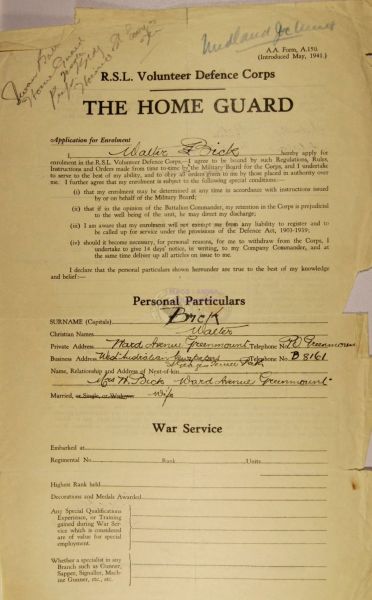 Midland Jc
A.A. Form, A.150.
(Introduced May, 1941.)
R.S.L. Volunteer Defence Corps
THE HOME GUARD
Application for Enrolment
Walter Bick hereby apply for
enrolment in the R.S.L. Volunteer Defence Corps. I agree to be bound by such Regulations, Rules,
Instructions and Orders made from time to time by the Military Board for the Corps, and I undertake
to serve to the best of my ability, and to obey all orders given to me by those placed in authority over
me. I further agree that my enrolment is subject to the following special conditions:—
(i) that my enrolment may be determined at any time in accordance with instructions issued
by or on behalf of the Military Board;
(ii) that if in the opinion of the Battalion Commander, my retention in the Corps is prejudicial
to the well being of the unit, he may direct my discharge;
(iii) I am aware that my enrolment will not exempt me from any liability to register and to
be called up for service under the provisions of the Defence Act, 1903-1939;
(iv) should it become necessary, for personal reasons, for me to withdraw from the Corps, I
undertake to give 14 days' notice, in writing, to my Company Commander, and at
the same time deliver up all articles on issue to me.
I declare that the personal particulars shown hereunder are true to the best of my knowledge
and belief:—
Personal Particulars
SURNAME (Capitals) Bick
Christian Names Walter
Private Address Ward Avenue Greenmount Telephone No. Greenmount
Business Address West Australian Newspapers Telephone No. B8161
St Georges Terrace Perth
Name, Relationship and Address of Next-of-kin
Mrs W. Bick Ward Avenue Greenmount
Married, or Single, or Widower Wife
War Service
Embarked at
Regimental No. Rank Units
Highest Rank held
Decorations and Medals Awarded
Any Special Qualifications
Experience, or Training
gained during War Ser-
vice which is considered
are of value for special
employment.
Whether a specialist in any
Branch such as Gunner,
Sapper, Signaller, Mach-
ine Gunner, etc., etc.